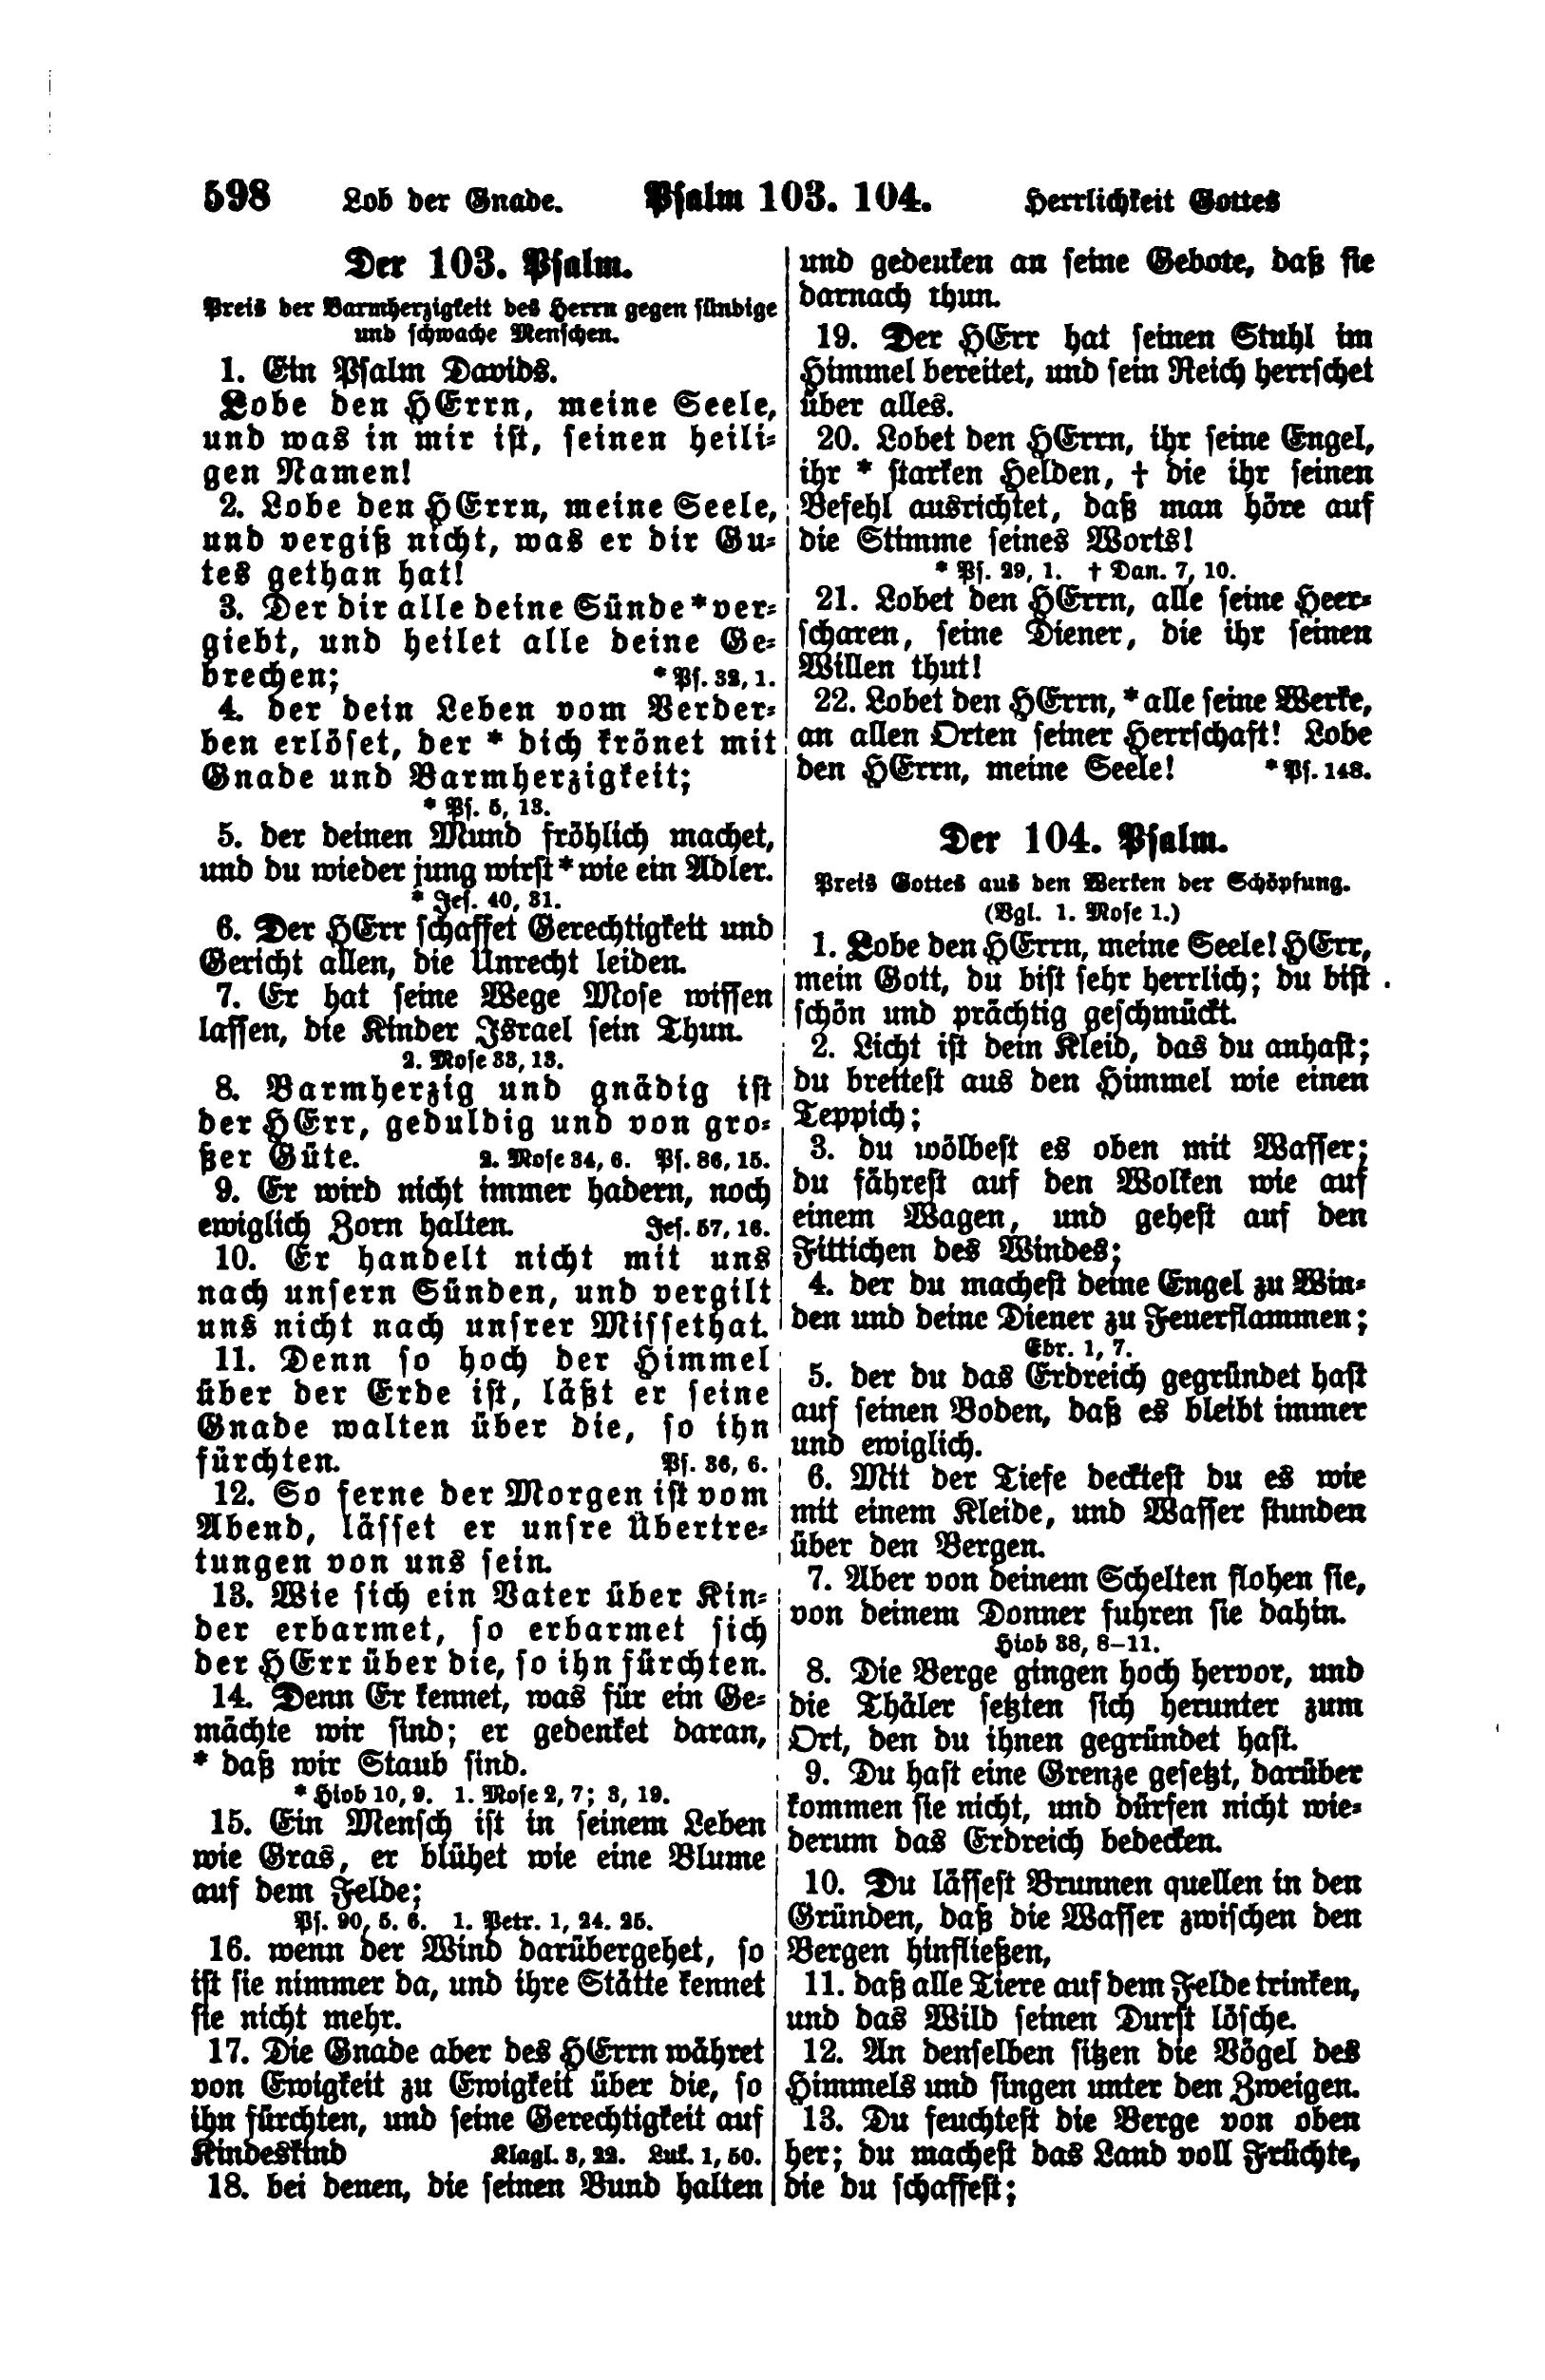 598 Lob der Gnade. Psalm 103. 104. Herrlichkeit Gottes
Der 103. Psalm.
Preis der Barmherzigkeit des Herrn gegen sündige
und schwache Menschen.
1. Ein Psalm Davids.
Lobe den HErrn, meine Seele,
und was in mir ist, seinen heili-
gen Namen!
2. Lobe den HErrn, meine Seele,
und vergiß nicht, was er dir Gu-
tes gethan hat!
3. Der dir alle deine Sünde * ver-
giebt, und heilet alle deine Ge-
brechen; * Ps. 32, 1.
4. der dein Leben vom Verder-
ben erlöset, der * dich krönet mit
Gnade und Barmherzigkeit;
* Ps. 5, 13.
5. der deinen Mund fröhlich machet,
und du wieder jung wirst * wie ein Adler.
* Jes. 40, 31.
6. Der HErr schaffet Gerechtigkeit und
Gericht allen, die Unrecht leiden.
7. Er hat seine Wege Mose wissen
lassen, die Kinder Israel sein Thun.
2. Mose 33, 13.
8. Barmherzig und gnädig ist
der HErr, geduldig und von gro-
ßer Güte. 2. Mose 34, 6. Ps. 86, 15.
9. Er wird nicht immer hadern, noch
ewiglich Zorn halten. Jes. 57, 16.
10. Er handelt nicht mit uns
nach unsern Sünden, und vergilt
uns nicht nach unsrer Missethat.
11. Denn so hoch der Himmel
über der Erde ist, läßt er seine
Gnade walten über die, so ihn
fürchten. Ps. 36, 6.
12. So ferne der Morgen ist vom
Abend, lässet er unsre Übertre-
tungen von uns sein.
13. Wie sich ein Vater über Kin-
der erbarmet, so erbarmet sich
der HErr über die, so ihn fürchten.
14. Denn Er kennet, was für ein Ge-
mächte wir sind; er gedenket daran,
* daß wir Staub sind.
* Hiob 10, 9. 1. Mose 2, 7; 3, 19.
15. Ein Mensch ist in seinem Leben
wie Gras, er blühet wie eine Blume
auf dem Felde;
Ps. 90, 5. 6. 1. Petr. 1, 24. 25.
16. wenn der Wind darübergehet, so
ist sie nimmer da, und ihre Stätte kennet
sie nicht mehr.
17. Die Gnade aber des HErrn währet
von Ewigkeit zu Ewigkeit über die, so
ihn fürchten, und seine Gerechtigkeit auf
Kindeskind Klagl. 3, 22. Luk. 1, 50.
18. bei denen, die seinen Bund halten
und gedenken an seine Gebote, daß sie
darnach thun.
19. Der HErr hat seinen Stuhl im
Himmel bereitet, und sein Reich herrschet
über alles.
20. Lobet den HErrn, ihr seine Engel,
ihr * starken Helden, † die ihr seinen
Befehl ausrichtet, daß man höre auf
die Stimme seines Worts!
* Ps. 29, 1. † Dan. 7, 10.
21. Lobet den HErrn, alle seine Heer-
scharen, seine Diener, die ihr seinen
Willen thut!
22. Lobet den HErrn, * alle seine Werke,
an allen Orten seiner Herrschaft! Lobe
den HErrn, meine Seele! * Ps. 148.
Der 104. Psalm.
Preis Gottes aus den Werken der Schöpfung.
(Vgl. 1. Mose 1.)
1. Lobe den HErrn, meine Seele! HErr,
mein Gott, du bist sehr herrlich; du bist
schön und prächtig geschmückt.
2. Licht ist dein Kleid, das du anhast;
du breitest aus den Himmel wie einen
Teppich;
3. du wölbest es oben mit Wasser;
du fährest auf den Wolken wie auf
einem Wagen, und gehest auf den
Fittichen des Windes;
4. der du machest deine Engel zu Win-
den und deine Diener zu Feuerflammen;
Ebr. 1, 7.
5. der du das Erdreich gegründet hast
auf seinen Boden, daß es bleibt immer
und ewiglich.
6. Mit der Tiefe decktest du es wie
mit einem Kleide, und Wasser stunden
über den Bergen.
7. Aber von deinem Schelten flohen sie,
von deinem Donner fuhren sie dahin.
Hiob 38, 8–11.
8. Die Berge gingen hoch hervor, und
die Thäler setzten sich herunter zum
Ort, den du ihnen gegründet hast.
9. Du hast eine Grenze gesetzt, darüber
kommen sie nicht, und dürfen nicht wie-
derum das Erdreich bedecken.
10. Du lässest Brunnen quellen in den
Gründen, daß die Wasser zwischen den
Bergen hinfließen,
11. daß alle Tiere auf dem Felde trinken,
und das Wild seinen Durst lösche.
12. An denselben sitzen die Vögel des
Himmels und singen unter den Zweigen.
13. Du feuchtest die Berge von oben
her; du machest das Land voll Früchte,
die du schaffest;